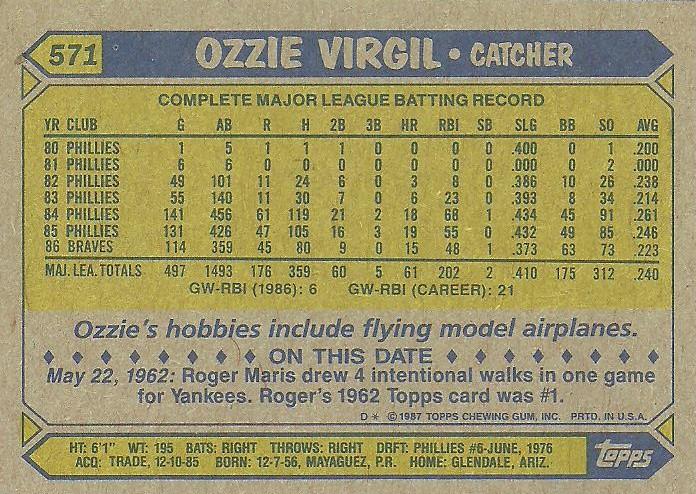 571 OZZIE VIRGIL • CATCHER
COMPLETE MAJOR LEAGUE BATTING RECORD
YR CLUB G AB R H 2B 3B HR RBI SB SLG BB SO AVG
80 PHILLIES 1 5 1 1 1 0 0 0 0 .400 0 1 .200
81 PHILLIES 6 6 0 0 0 0 0 0 0 .000 0 2 .000
82 PHILLIES 49 101 11 24 6 0 3 8 0 .386 10 26 .238
83 PHILLIES 55 140 11 30 7 0 6 23 0 .393 8 34 .214
84 PHILLIES 141 456 61 119 21 2 18 68 1 .434 45 91 .261
85 PHILLIES 131 426 47 105 16 3 19 55 0 .432 49 85 .246
86 BRAVES 114 359 45 80 9 0 15 48 1 .373 63 73 .223
MAJ. LEA. TOTALS 497 1493 176 359 60 5 61 202 2 .410 175 312 .240
GW-RBI (1986): 6 GW-RBI (CAREER): 21
Ozzie's hobbies include flying model airplanes.
♦ ♦ ♦ ♦ ♦ ♦ ♦ ♦ ON THIS DATE ♦ ♦ ♦ ♦ ♦ ♦ ♦ ♦
May 22, 1962: Roger Maris drew 4 intentional walks in one game
for Yankees. Roger's 1962 Topps card was #1.
D * © 1987 TOPPS CHEWING GUM, INC. PRTD. IN U.S.A.
HT: 6'1" WT: 195 BATS: RIGHT THROWS: RIGHT DRFT: PHILLIES #6-JUNE, 1976
ACQ: TRADE, 12-10-85 BORN: 12-7-56, MAYAGUEZ, P.R. HOME: GLENDALE, ARIZ.
topps